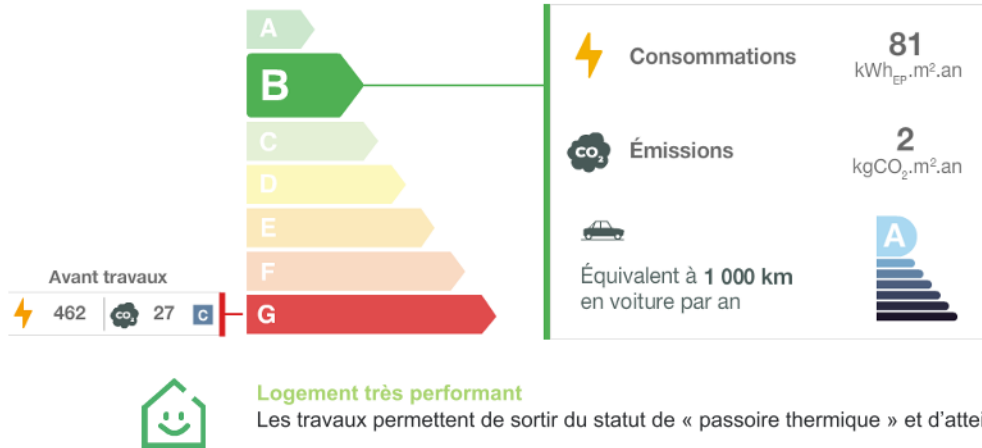 A
B
C
D
E
F
G
Avant travaux
462 CO₂ 27 C
Consommations 81
kWhEP.m².an
CO₂ Émissions 2
kgCO₂.m².an
A
Équivalent à 1 000 km
en voiture par an
Logement très performant
Les travaux permettent de sortir du statut de « passoire thermique » et d’attei